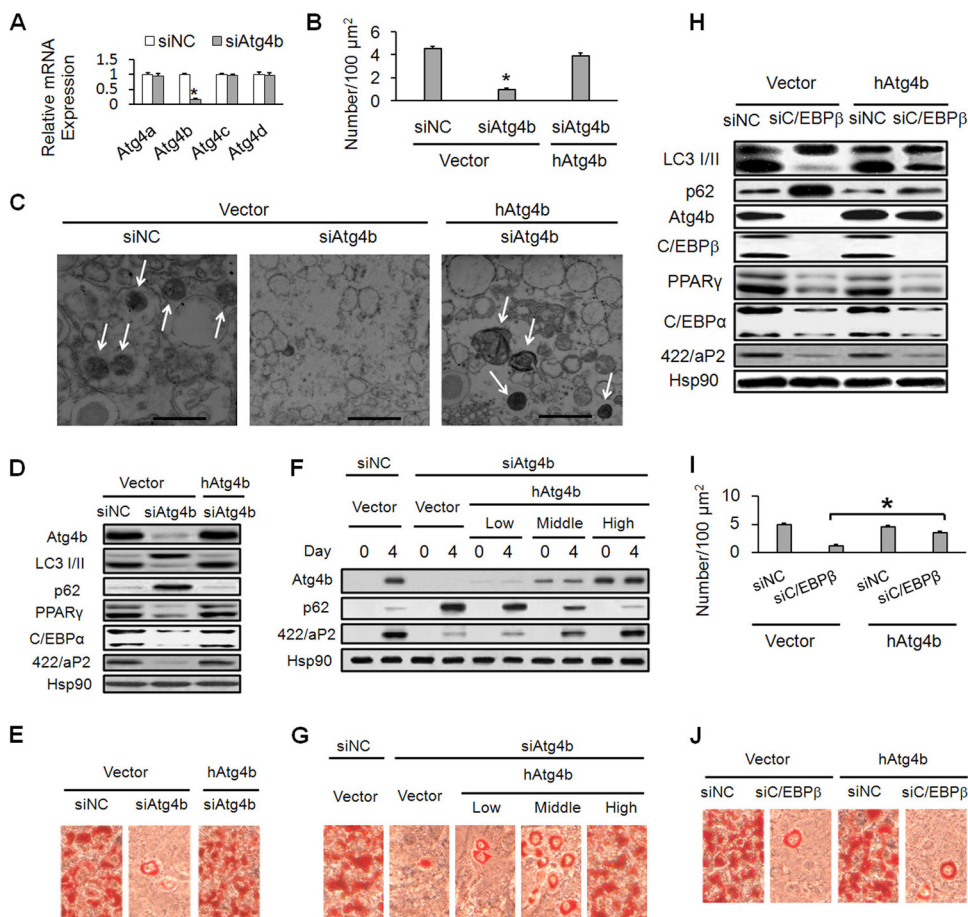 A
siNC siAtg4b
Relative mRNA
Expression
1.5
1
0.5
0
*
Atg4a
Atg4b
Atg4c
Atg4d
B
Number/100 µm²
6
4
2
0
*
siNC siAtg4b siAtg4b
Vector hAtg4b
C
Vector hAtg4b
siNC siAtg4b siAtg4b
D
Vector hAtg4b
siNC siAtg4b siAtg4b
Atg4b
LC3 I/II
p62
PPARγ
C/EBPα
422/aP2
Hsp90
E
Vector hAtg4b
siNC siAtg4b siAtg4b
F
siNC siAtg4b
hAtg4b
Vector Vector Low Middle High
Day 0 4 0 4 0 4 0 4 0 4
Atg4b
p62
422/aP2
Hsp90
G
siNC siAtg4b
hAtg4b
Vector Vector Low Middle High
H
Vector hAtg4b
siNC siC/EBPβ siNC siC/EBPβ
LC3 I/II
p62
Atg4b
C/EBPβ
PPARγ
C/EBPα
422/aP2
Hsp90
I
Number/100 µm²
10
5
0
*
siNC
siC/EBPβ
siNC
siC/EBPβ
Vector hAtg4b
J
Vector hAtg4b
siNC siC/EBPβ siNC siC/EBPβ